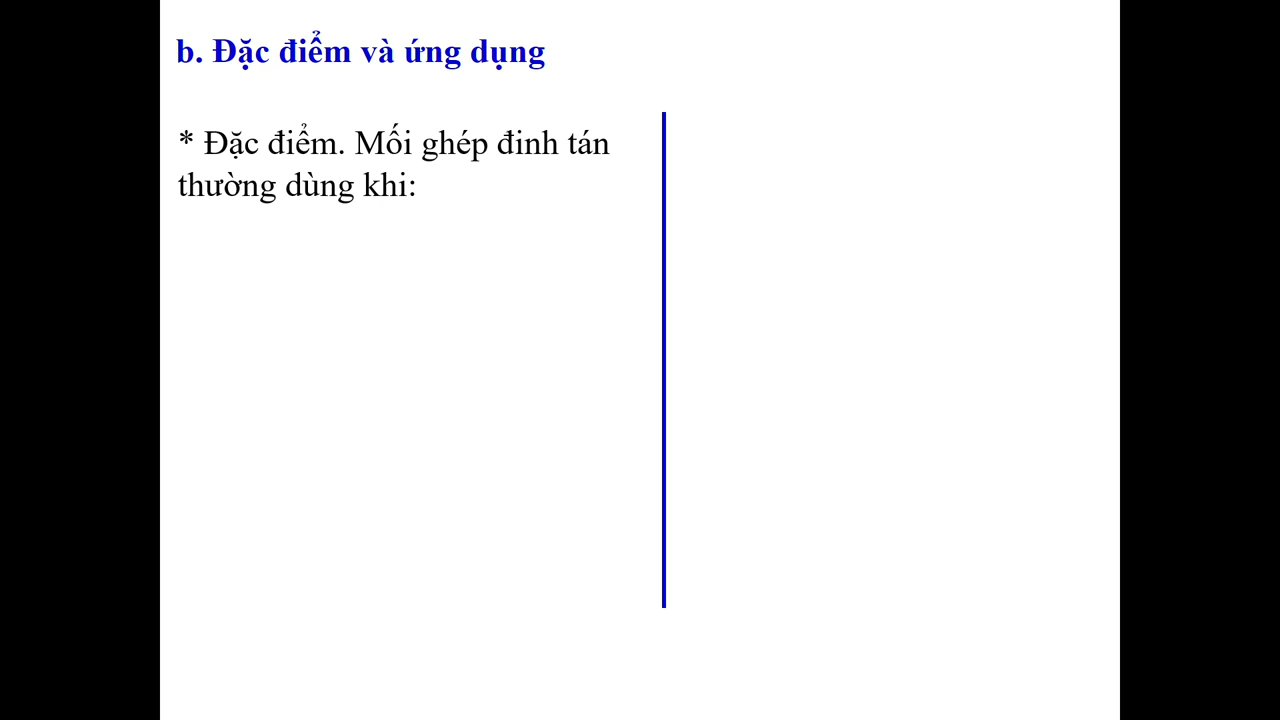 b. Đặc điểm và ứng dụng
* Đặc điểm. Mối ghép đinh tán
thường dùng khi: